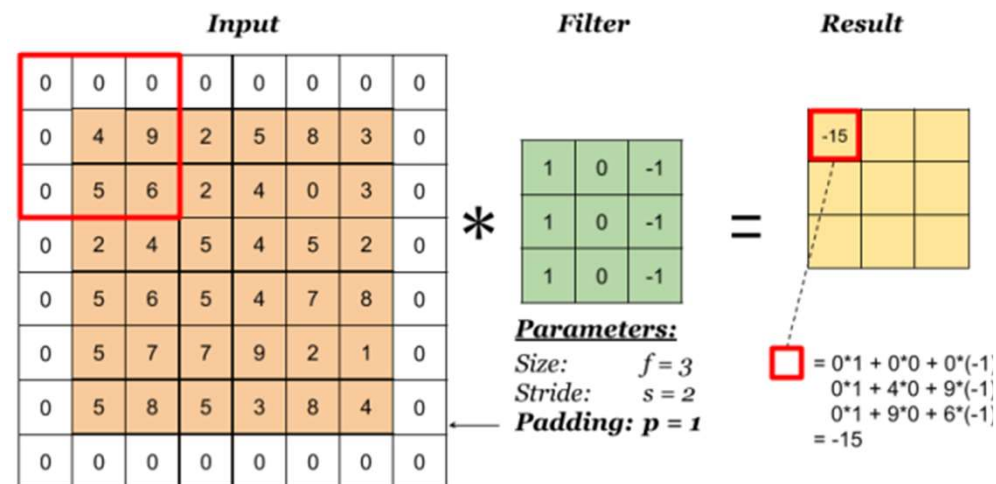 Input Filter Result
0 0 0 0 0 0 0 0
0 4 9 2 5 8 3 0
-15
0 5 6 2 4 0 3 0
1 0 -1
0 2 4 5 4 5 2 0
*
1 0 -1
=
0 5 6 5 4 7 8 0
1 0 -1
0 5 7 7 9 2 1 0
0 5 8 5 3 8 4 0
0 0 0 0 0 0 0 0
Parameters:
Size: f = 3
Stride: s = 2
Padding: p = 1
= 0*1 + 0*0 + 0*(-1)
0*1 + 4*0 + 9*(-1)
0*1 + 9*0 + 6*(-1)
= -15